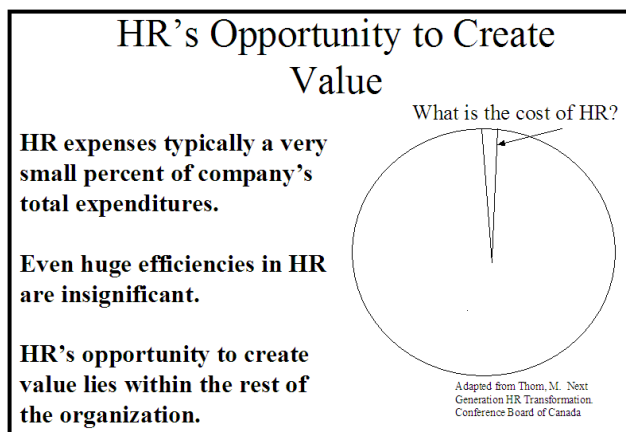 HR's Opportunity to Create
Value
What is the cost of HR?
HR expenses typically a very
small percent of company's
total expenditures.
Even huge efficiencies in HR
are insignificant.
HR's opportunity to create
value lies within the rest of
the organization.
Adapted from Thom, M.  Next
Generation HR Transformation.
Conference Board of Canada